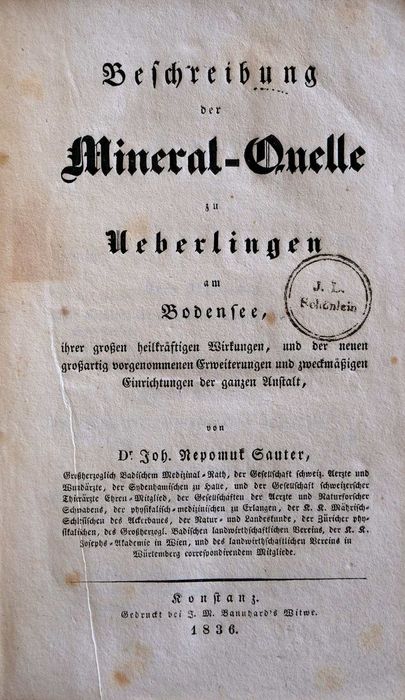 Beschreibung
der
Mineral-Quelle
zu
Ueberlingen
am
Bodensee,
J. L.
Schönlein
ihrer großen heilkräftigen Wirkungen, und der neuen
großartig vorgenommenen Erweiterungen und zweckmäßigen
Einrichtungen der ganzen Anstalt,
von
Dr Joh. Nepomuk Sauter,
Großherzoglich Badischem Medizinal-Rath, der Gesellschaft schweiz. Aerzte und
Wundärzte, der Sydenhamischen zu Halle, und der Gesellschaft schweizerischer
Thierärzte Ehren-Mitglied, der Gesellschaften der Aerzte und Naturforscher
Schwabens, der physikalisch-medizinischen zu Erlangen, der K. K. Mährisch-
Schlesischen des Ackerbaues, der Natur- und Landeskunde, der Züricher phy-
sikalischen, des Großherzogl. Badischen landwirthschaftlichen Vereins, der K. K.
Josephs-Akademie in Wien, und des landwirthschaftlichen Vereins in
Würtemberg correspondirendem Mitgliede.
Konstanz.
Gedruckt bei J. M. Bannhard's Witwe.
1836.